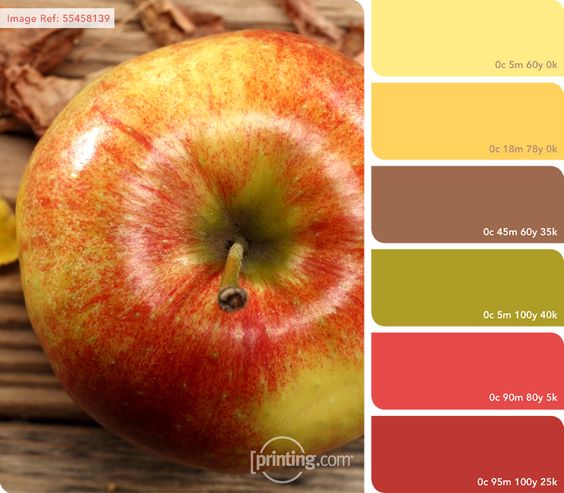 Image Ref: 55458139
0c 5m 60y 0k
0c 18m 78y 0k
0c 45m 60y 35k
0c 5m 100y 40k
0c 90m 80y 5k
0c 95m 100y 25k
[printing.com